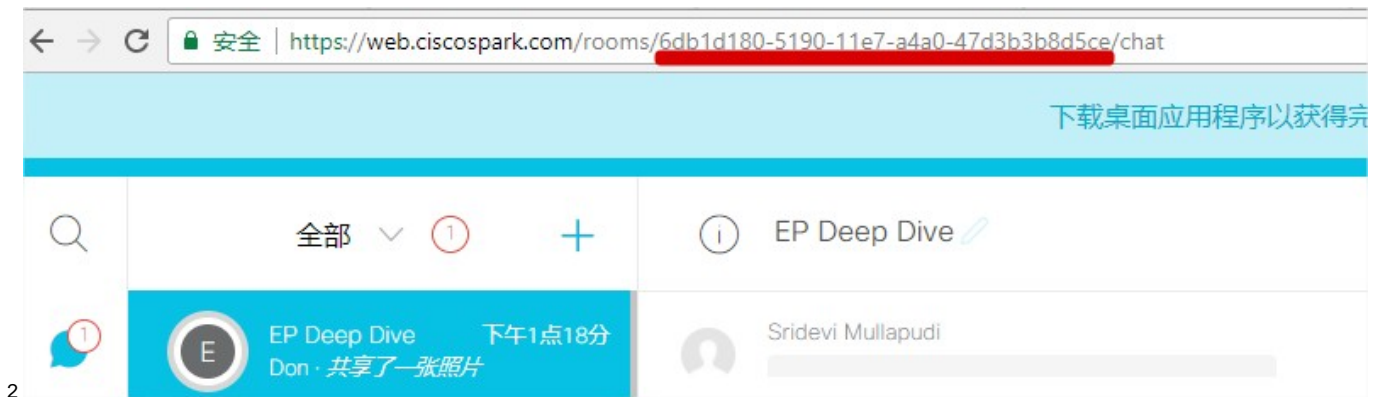 安全 | https://web.ciscospark.com/rooms/6db1d180-5190-11e7-a4a0-47d3b3b8d5ce/chat
下载桌面应用程序以获得完
全部 1 + i EP Deep Dive
1 E EP Deep Dive 下午1点18分 Sridevi Mullapudi
Don · 共享了一张照片
2